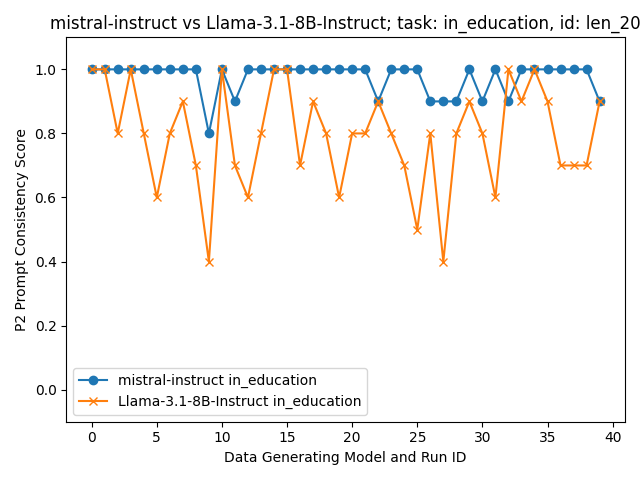 mistral-instruct vs Llama-3.1-8B-Instruct; task: in_education, id: len_20
1.0
0.8
0.6
0.4
0.2
0.0
P2 Prompt Consistency Score
mistral-instruct in_education
Llama-3.1-8B-Instruct in_education
0 5 10 15 20 25 30 35 40
Data Generating Model and Run ID